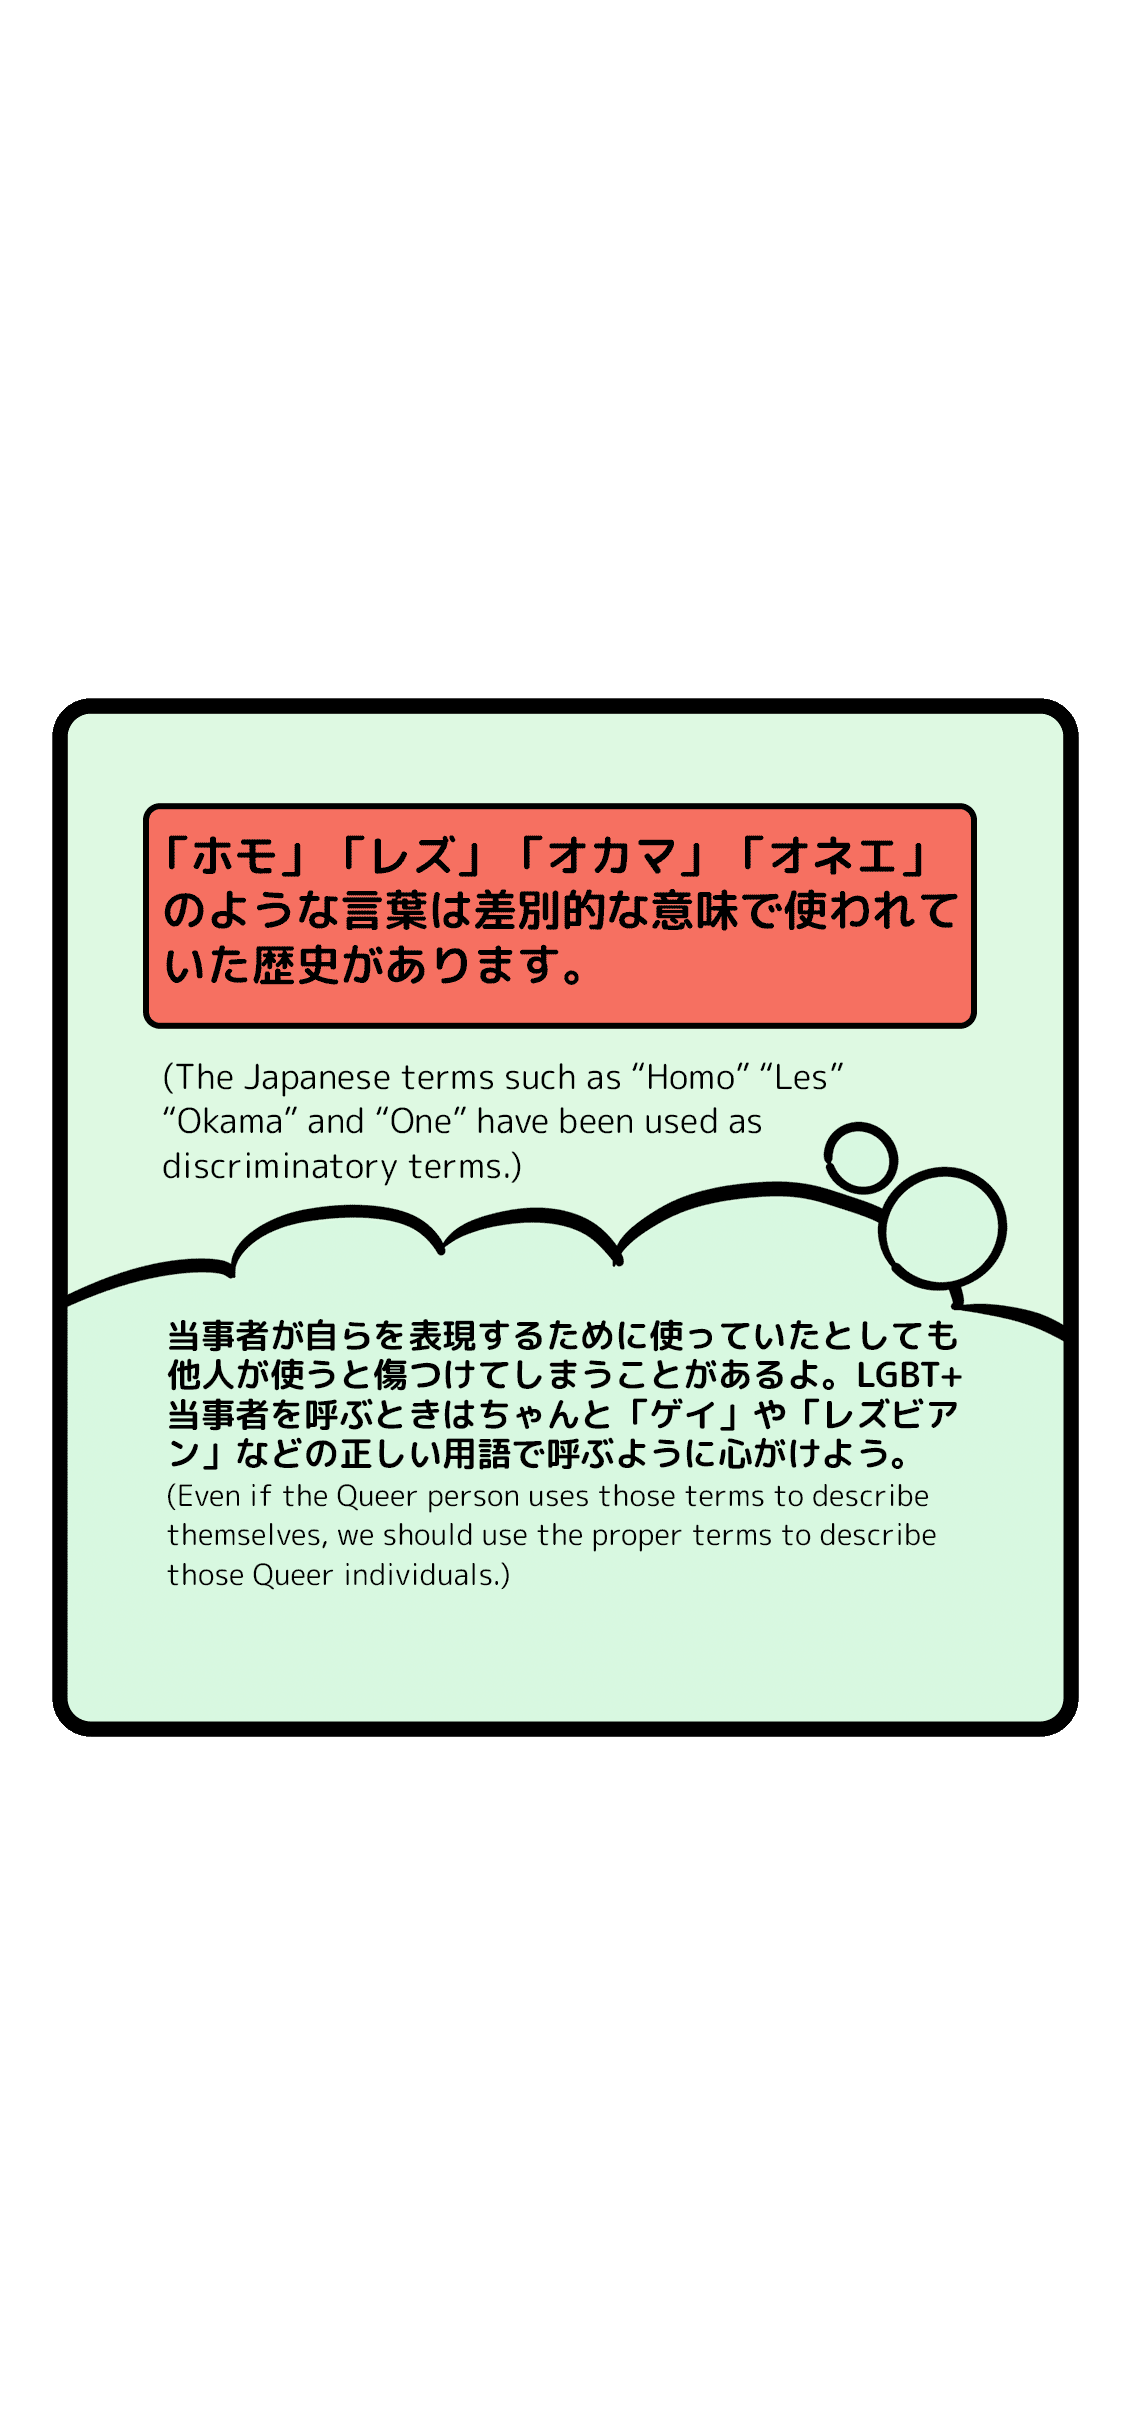 「ホモ」「レズ」「オカマ」「オネエ」
のような言葉は差別的な意味で使われて
いた歴史があります。
(The Japanese terms such as “Homo” “Les”
“Okama” and “One” have been used as
discriminatory terms.)
当事者が自らを表現するために使っていたとしても
他人が使うと傷つけてしまうことがあるよ。LGBT+
当事者を呼ぶときはちゃんと「ゲイ」や「レズビア
ン」などの正しい用語で呼ぶように心がけよう。
(Even if the Queer person uses those terms to describe
themselves, we should use the proper terms to describe
those Queer individuals.)